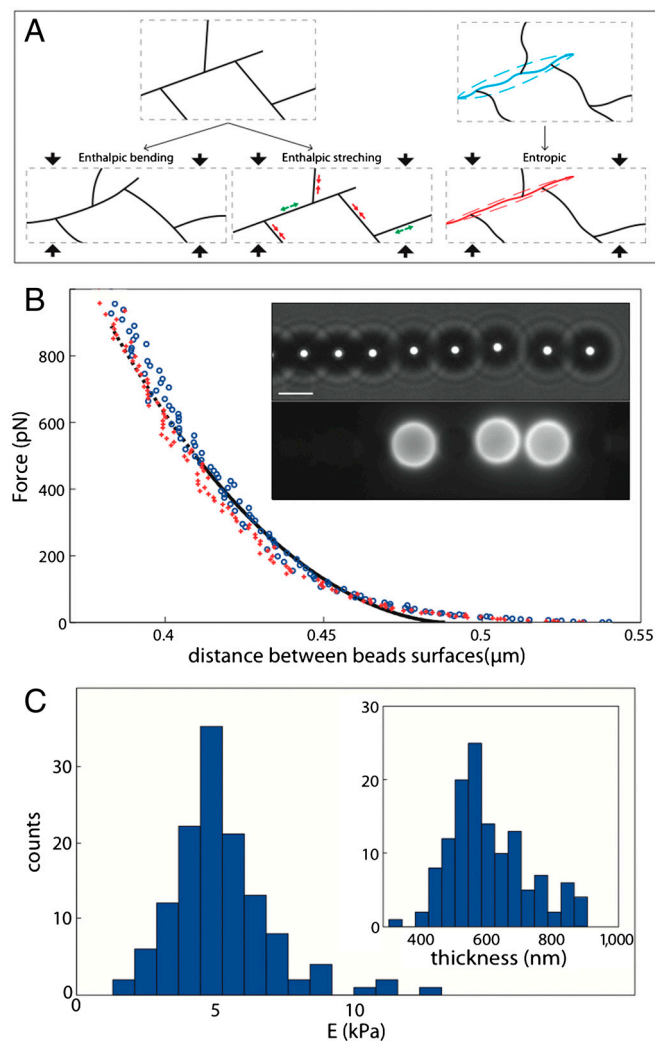 A
Enthalpic bending
Enthalpic streching
Entropic
B
800
600
400
200
0
Force (pN)
0.4
0.45
0.5
0.55
distance between beads surfaces(μm)
C
30
20
10
0
counts
0
5
10
E (kPa)
30
20
10
0
400
600
800
1,000
thickness (nm)